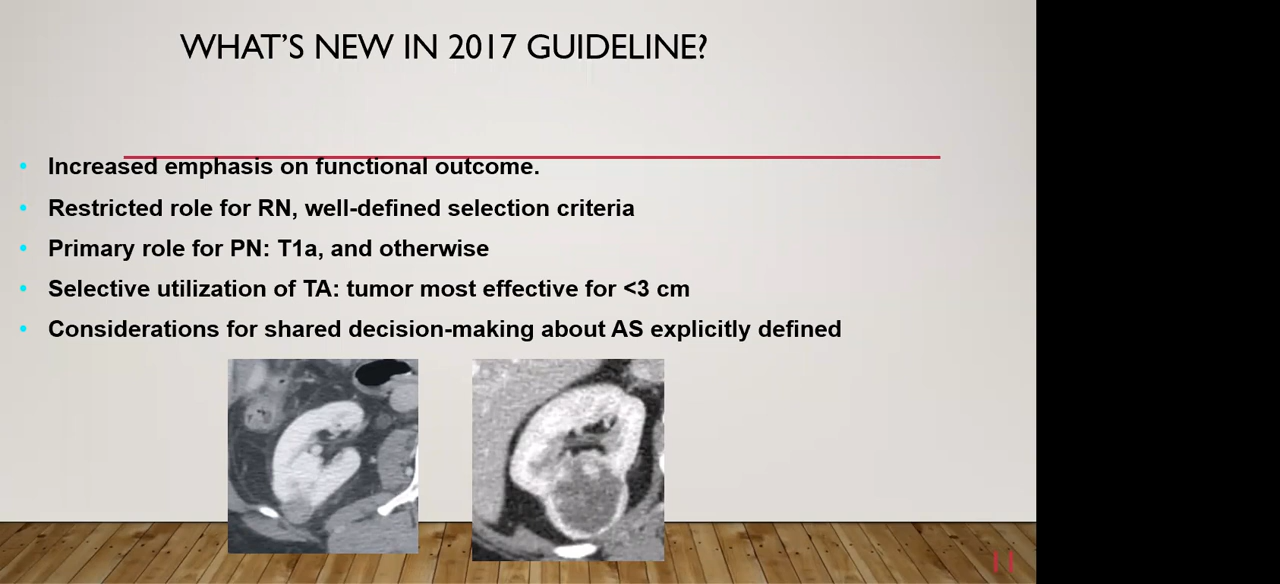 WHAT'S NEW IN 2017 GUIDELINE?
• Increased emphasis on functional outcome.
• Restricted role for RN, well-defined selection criteria
• Primary role for PN: T1a, and otherwise
• Selective utilization of TA: tumor most effective for <3 cm
• Considerations for shared decision-making about AS explicitly defined
11